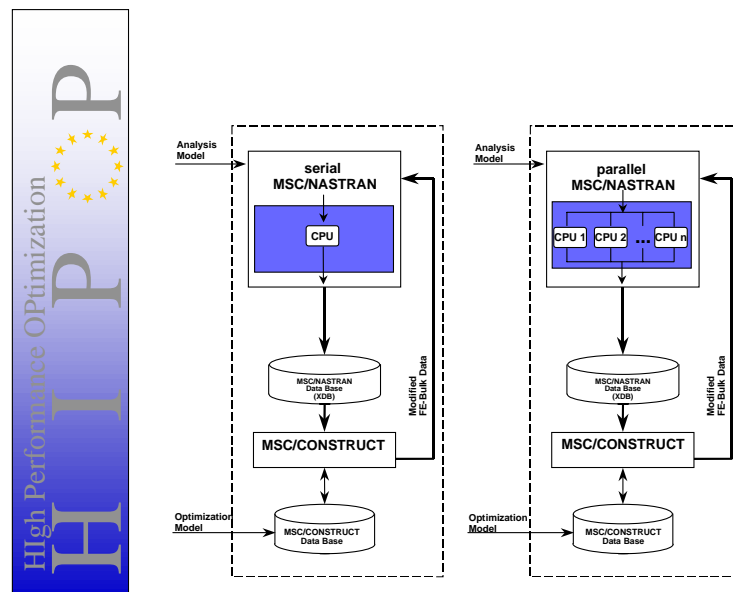 HIgh Performance OPtimization
H I P O P
Analysis
Model
serial
MSC/NASTRAN
CPU
MSC/NASTRAN
Data Base
(XDB)
Modified
FE-Bulk Data
MSC/CONSTRUCT
Optimization
Model
MSC/CONSTRUCT
Data Base
Analysis
Model
parallel
MSC/NASTRAN
CPU 1 CPU 2 ... CPU n
MSC/NASTRAN
Data Base
(XDB)
Modified
FE-Bulk Data
MSC/CONSTRUCT
Optimization
Model
MSC/CONSTRUCT
Data Base